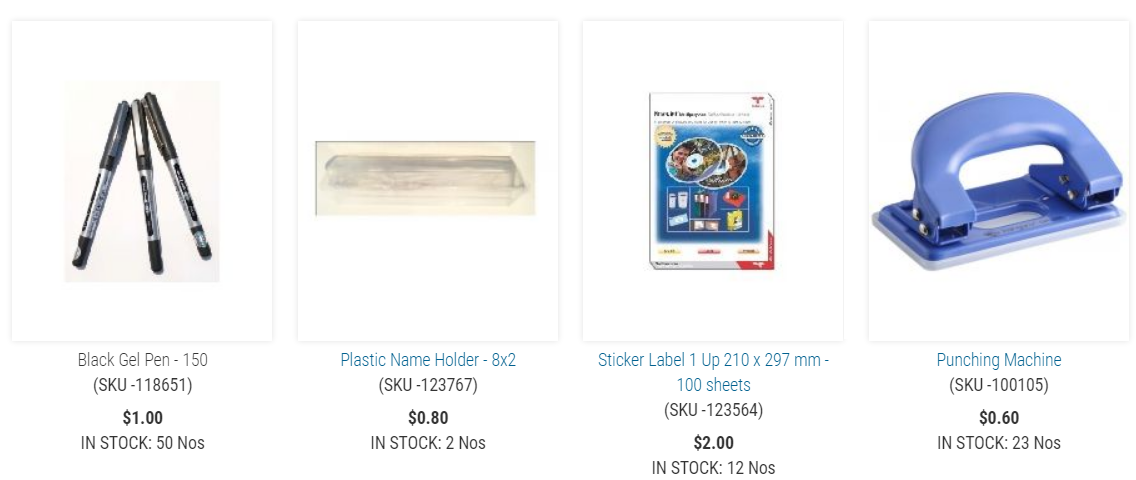 Black Gel Pen - 150
(SKU -118651)
$1.00
IN STOCK: 50 Nos
Plastic Name Holder - 8x2
(SKU -123767)
$0.80
IN STOCK: 2 Nos
Sticker Label 1 Up 210 x 297 mm -
100 sheets
(SKU -123564)
$2.00
IN STOCK: 12 Nos
Punching Machine
(SKU -100105)
$0.60
IN STOCK: 23 Nos